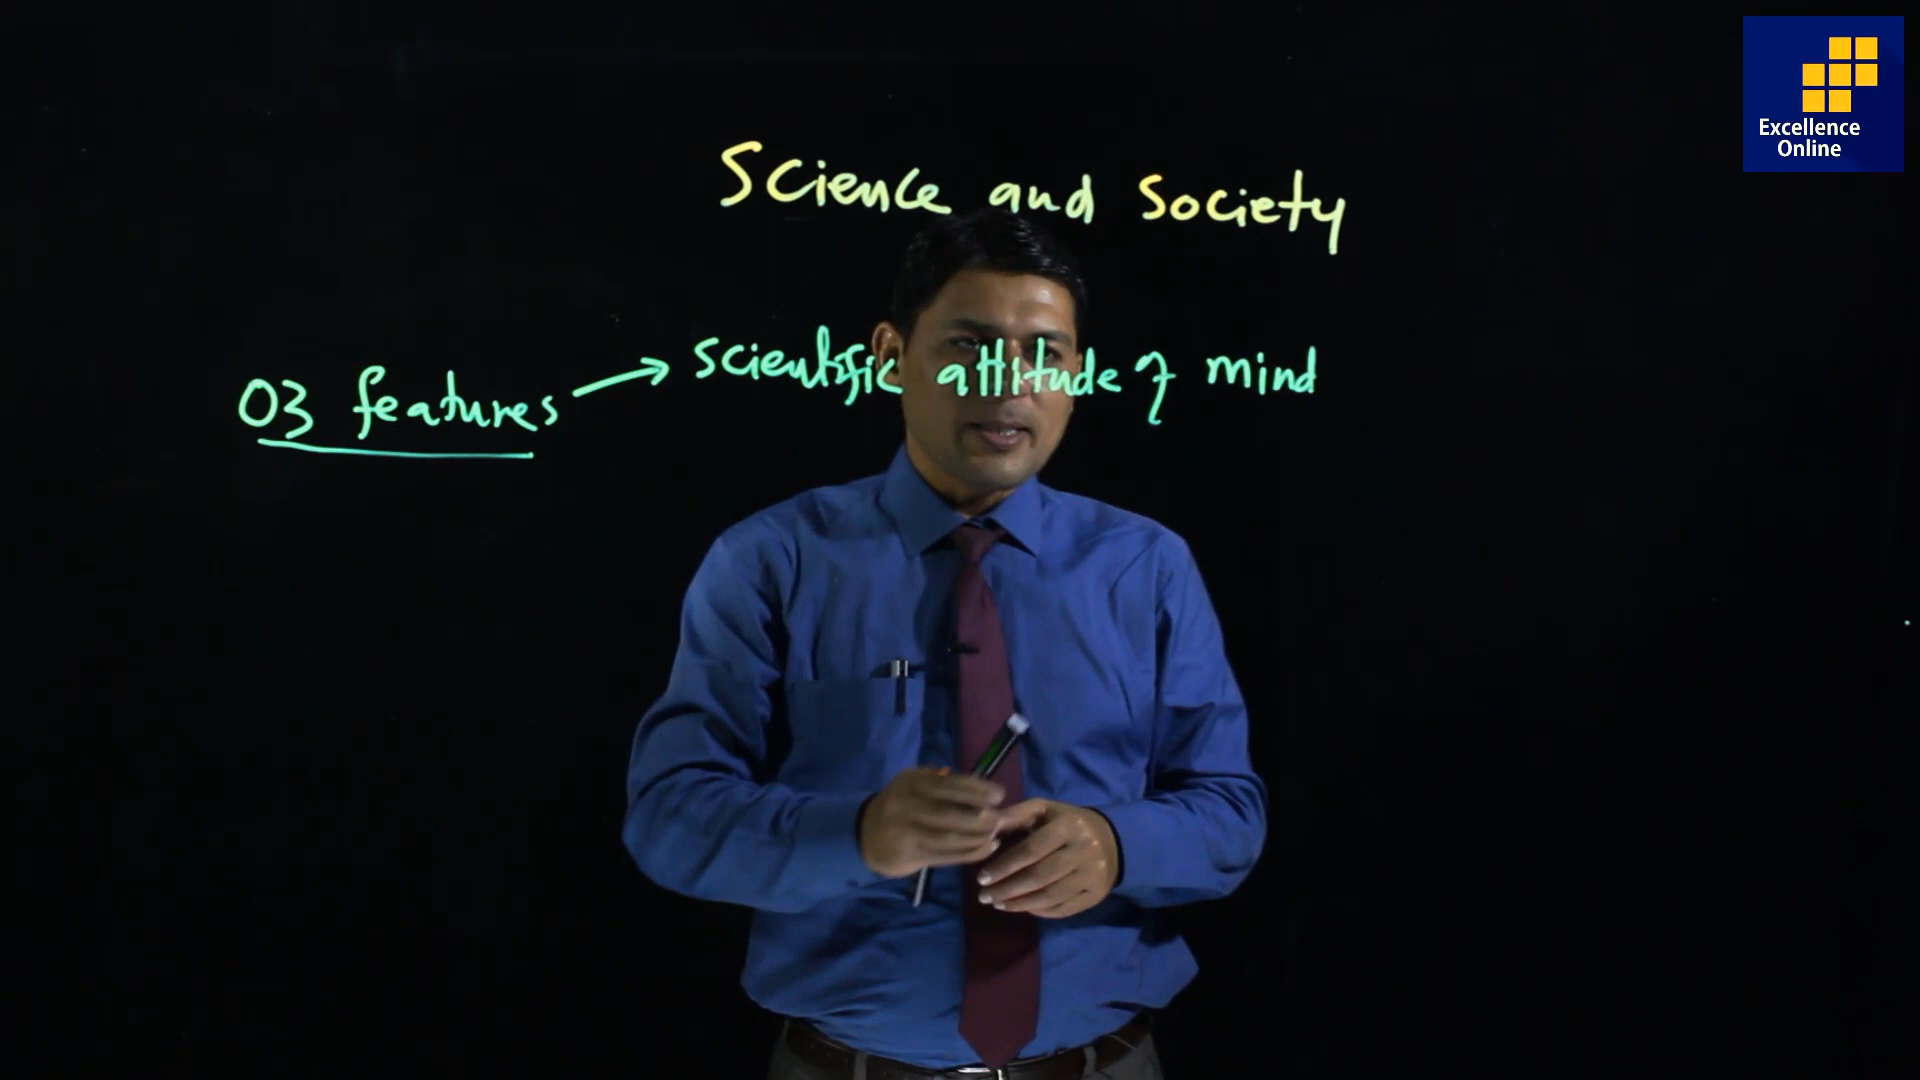 Excellence
Online
Science and Society
03 features → scientific attitude of mind